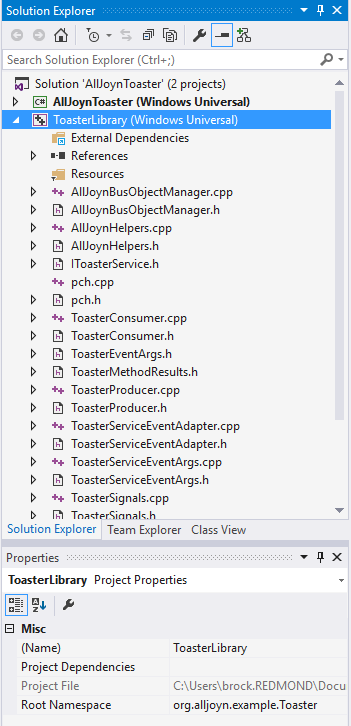 Solution Explorer
Search Solution Explorer (Ctrl+;)
Solution 'AllJoynToaster' (2 projects)
C# AllJoynToaster (Windows Universal)
ToasterLibrary (Windows Universal)
External Dependencies
References
Resources
AllJoynBusObjectManager.cpp
AllJoynBusObjectManager.h
AllJoynHelpers.cpp
AllJoynHelpers.h
IToasterService.h
pch.cpp
pch.h
ToasterConsumer.cpp
ToasterConsumer.h
ToasterEventArgs.h
ToasterMethodResults.h
ToasterProducer.cpp
ToasterProducer.h
ToasterServiceEventAdapter.cpp
ToasterServiceEventAdapter.h
ToasterServiceEventArgs.cpp
ToasterServiceEventArgs.h
ToasterSignals.cpp
ToasterSignals.h
Solution Explorer Team Explorer Class View
Properties
ToasterLibrary Project Properties
Misc
(Name) ToasterLibrary
Project Dependencies
Project File C:\Users\brock.REDMOND\Docu
Root Namespace org.alljoyn.example.Toaster